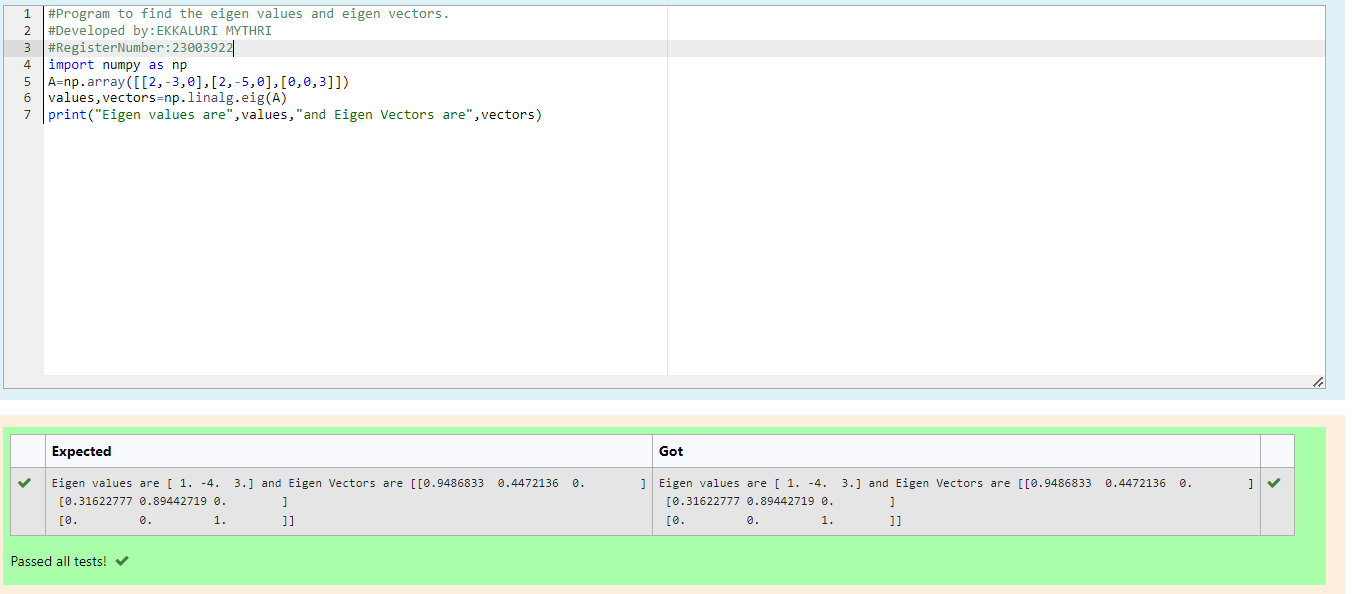 1 #Program to find the eigen values and eigen vectors.
2 #Developed by:EKKALURI MYTHRI
3 #RegisterNumber:23003922
4 import numpy as np
5 A=np.array([[2,-3,0],[2,-5,0],[0,0,3]])
6 values,vectors=np.linalg.eig(A)
7 print("Eigen values are",values,"and Eigen Vectors are",vectors)
Expected Got
Eigen values are [ 1. -4.  3.] and Eigen Vectors are [[0.9486833  0.4472136  0.        ] Eigen values are [ 1. -4.  3.] and Eigen Vectors are [[0.9486833  0.4472136  0.        ]
[0.31622777 0.89442719 0.        ] [0.31622777 0.89442719 0.        ]
[0.         0.         1.        ]] [0.         0.         1.        ]]
Passed all tests!